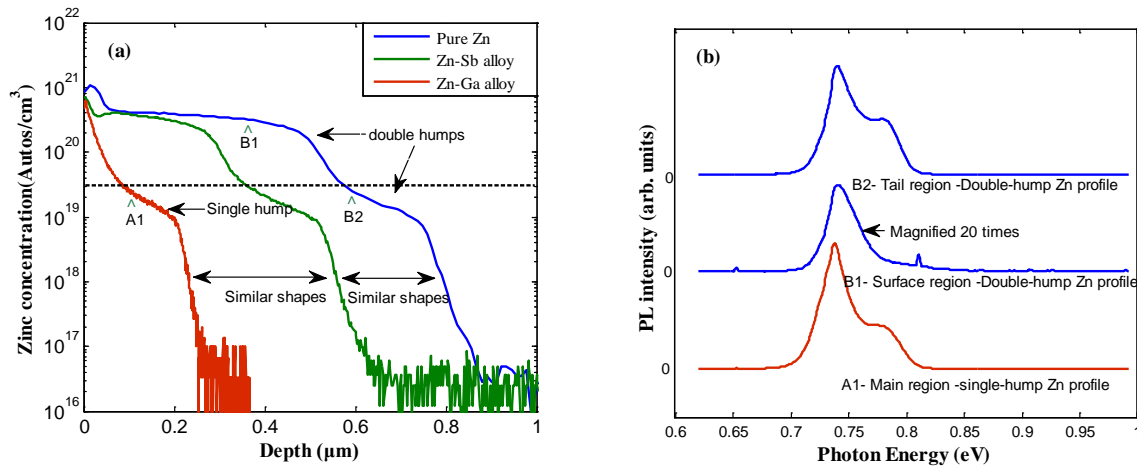 (a)
Pure Zn
Zn-Sb alloy
Zn-Ga alloy
double humps
B1
A1
Single hump
B2
Similar shapes
Similar shapes
10^22
10^21
10^20
10^19
10^18
10^17
10^16
Zinc concentration(Autos/cm^3)
0 0.2 0.4 0.6 0.8 1
Depth (µm)
(b)
0
B2- Tail region -Double-hump Zn profile
Magnified 20 times
0
B1- Surface region -Double-hump Zn profile
0
A1- Main region -single-hump Zn profile
PL intensity (arb. units)
0.6 0.65 0.7 0.75 0.8 0.85 0.9 0.95 1
Photon Energy (eV)